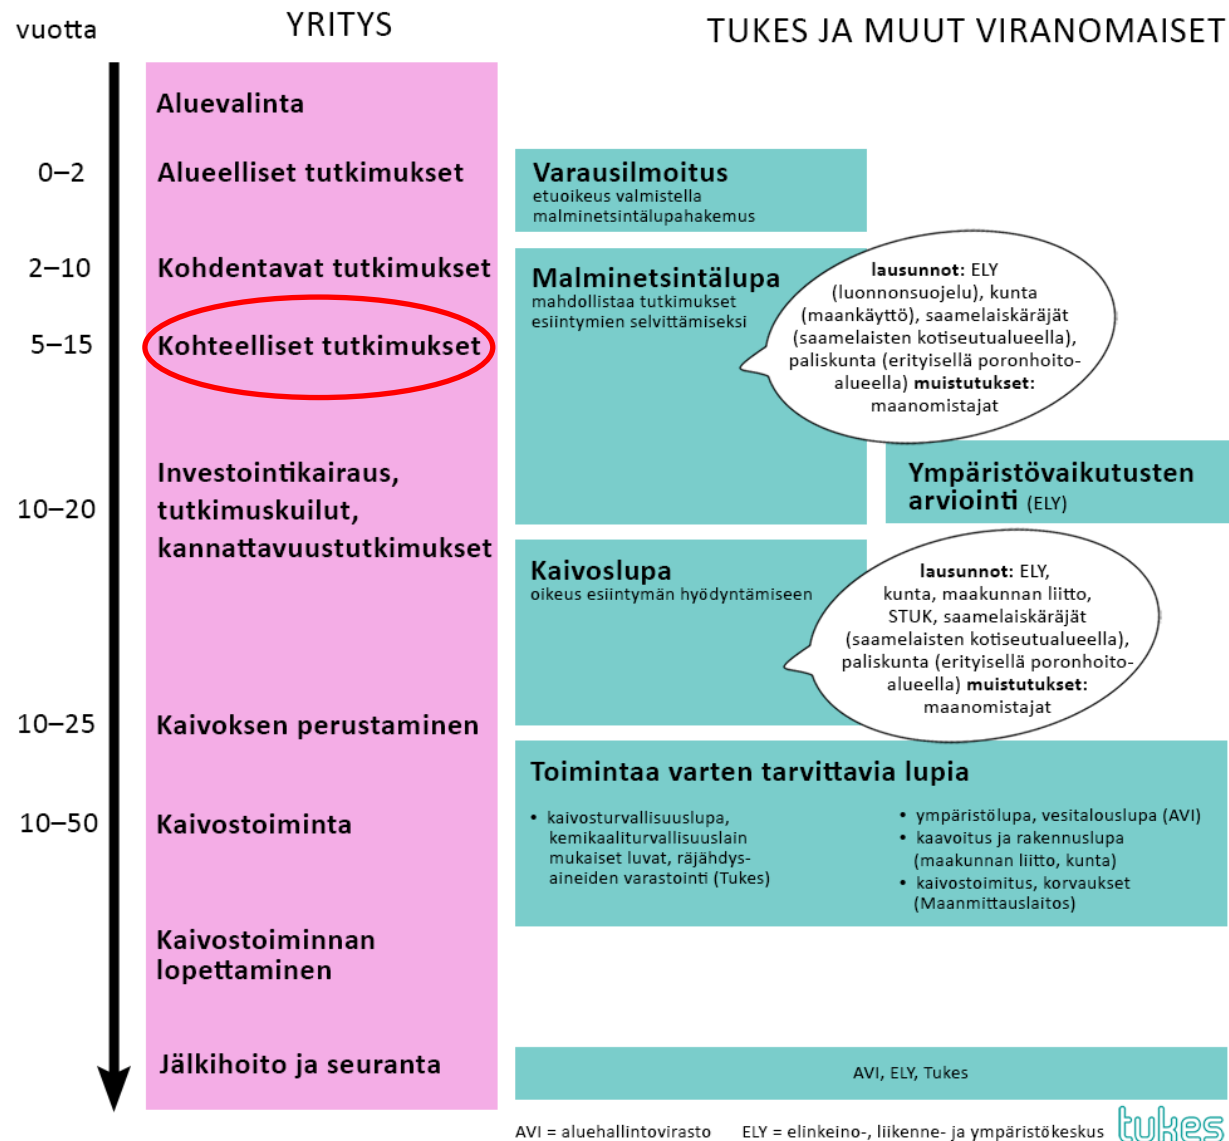 vuotta
YRITYS
TUKES JA MUUT VIRANOMAISET
Aluevalinta
0–2
Alueelliset tutkimukset
Varausilmoitus
etuoikeus valmistella
malminetsintälupahakemus
2–10
Kohdentavat tutkimukset
Malminetsintälupa
mahdollistaa tutkimukset
esiintymien selvittämiseksi
lausunnot: ELY
(luonnonsuojelu), kunta
(maankäyttö), saamelaiskäräjät
(saamelaisten kotiseutualueella),
paliskunta (erityisellä poronhoito-
alueella) muistutukset:
maanomistajat
5–15
Kohteelliset tutkimukset
10–20
Investointikairaus,
tutkimuskuilut,
kannattavuustutkimukset
Ympäristövaikutusten
arviointi (ELY)
Kaivoslupa
oikeus esiintymän hyödyntämiseen
lausunnot: ELY,
kunta, maakunnan liitto,
STUK, saamelaiskäräjät
(saamelaisten kotiseutualueella),
paliskunta (erityisellä poronhoito-
alueella) muistutukset:
maanomistajat
10–25
Kaivoksen perustaminen
Toimintaa varten tarvittavia lupia
• kaivosturvallisuuslupa,
kemikaaliturvallisuuslain
mukaiset luvat, räjähdys-
aineiden varastointi (Tukes)
• ympäristölupa, vesitalouslupa (AVI)
• kaavoitus ja rakennuslupa
(maakunnan liitto, kunta)
• kaivostoimitus, korvaukset
(Maanmittauslaitos)
10–50
Kaivostoiminta
Kaivostoiminnan
lopettaminen
Jälkihoito ja seuranta
AVI, ELY, Tukes
AVI = aluehallintovirasto
ELY = elinkeino-, liikenne- ja ympäristökeskus
tukes